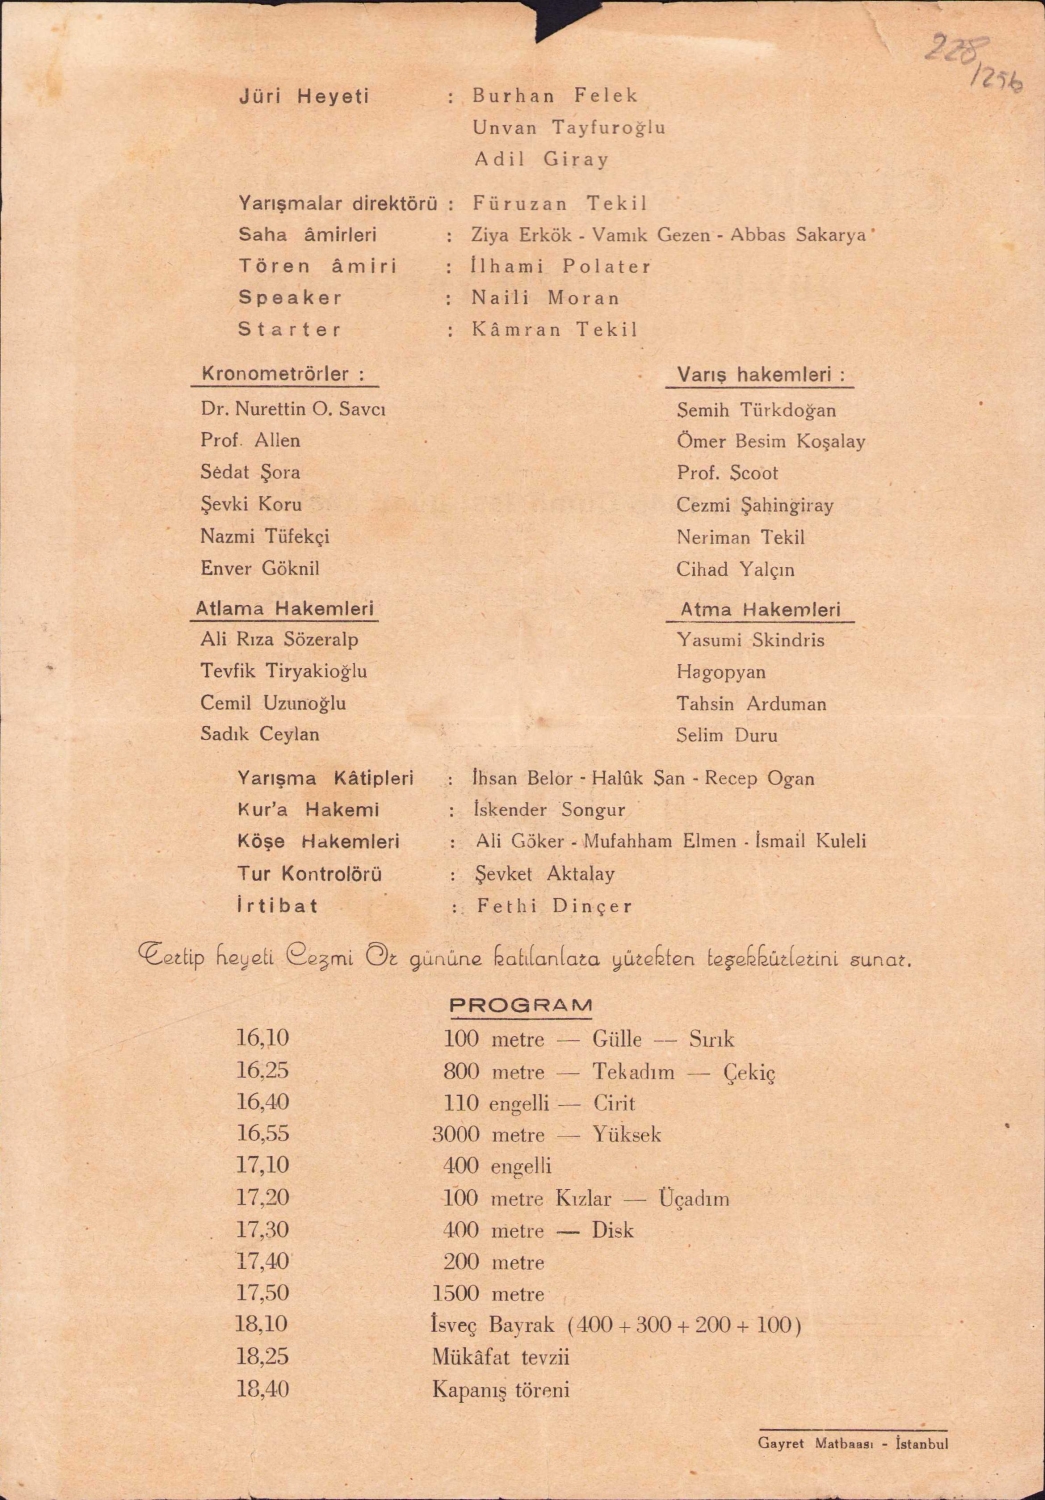 228/1256
Jüri Heyeti : Burhan Felek
Unvan Tayfuroğlu
Adil Giray
Yarışmalar direktörü : Füruzan Tekil
Saha âmirleri : Ziya Erkök - Vamık Gezen - Abbas Sakarya
Tören âmiri : İlhami Polater
Speaker : Naili Moran
Starter : Kâmran Tekil
Kronometrörler :
Dr. Nurettin O. Savcı
Prof. Allen
Sedat Şora
Şevki Koru
Nazmi Tüfekçi
Enver Göknil
Varış hakemleri :
Semih Türkdoğan
Ömer Besim Koşalay
Prof. Scoot
Cezmi Şahingiray
Neriman Tekil
Cihad Yalçın
Atlama Hakemleri
Ali Rıza Sözeralp
Tevfik Tiryakioğlu
Cemil Uzunoğlu
Sadık Ceylan
Atma Hakemleri
Yasumi Skindris
Hagopyan
Tahsin Arduman
Selim Duru
Yarışma Kâtipleri : İhsan Belor - Halûk San - Recep Ogan
Kur'a Hakemi : İskender Songur
Köşe Hakemleri : Ali Göker - Mufahham Elmen - İsmail Kuleli
Tur Kontrolörü : Şevket Aktalay
İrtibat : Fethi Dinçer
Tertip heyeti Cezmi Or gününe katılanlara yürekten teşekkürlerini sunar.
PROGRAM
16,10 100 metre — Gülle — Sırık
16,25 800 metre — Tekadım — Çekiç
16,40 110 engelli — Cirit
16,55 3000 metre — Yüksek
17,10 400 engelli
17,20 100 metre Kızlar — Üçadım
17,30 400 metre — Disk
17,40 200 metre
17,50 1500 metre
18,10 İsveç Bayrak (400 + 300 + 200 + 100)
18,25 Mükâfat tevzii
18,40 Kapanış töreni
Gayret Matbaası - İstanbul